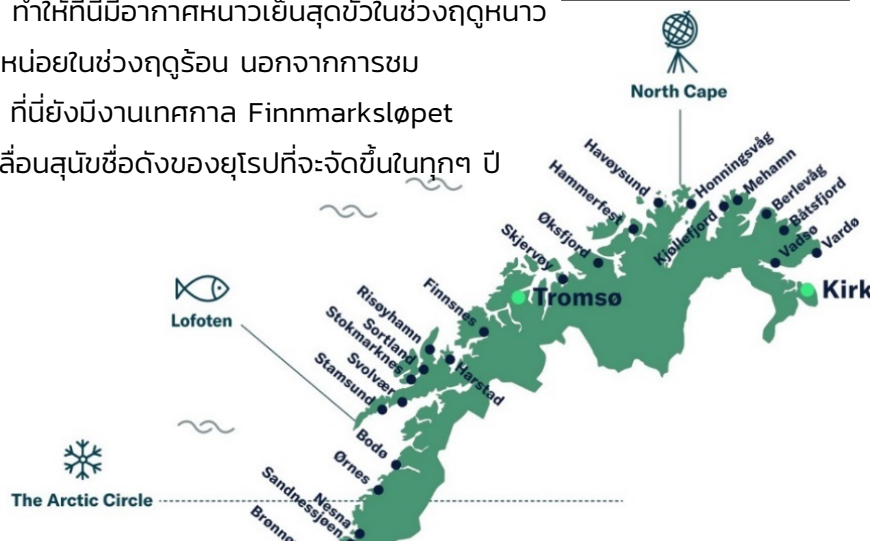 ทำให้ที่นี่มีอากาศหนาวเย็นสุดขั้วในช่วงฤดูหนาว
หน่อยในช่วงฤดูร้อน นอกจากการชม
ที่นี่ยังมีงานเทศกาล Finnmarksløpet
ลื่อนสุนัขชื่อดังของยุโรปที่จะจัดขึ้นในทุกๆ ปี
North Cape
Havøysund
Honningsvåg
Mehamn
Hammerfest
Berlevåg
Båtsfjord
Øksfjord
Kjøllefjord
Vadsø
Vardø
Skjervøy
Finnsnes
Tromsø
Kirk
Lofoten
Risøyhamn
Sortland
Stokmarknes
Svolvær
Stamsund
Harstad
Bodø
Ørnes
The Arctic Circle
Sandnessjøen
Nesna
Brønnø